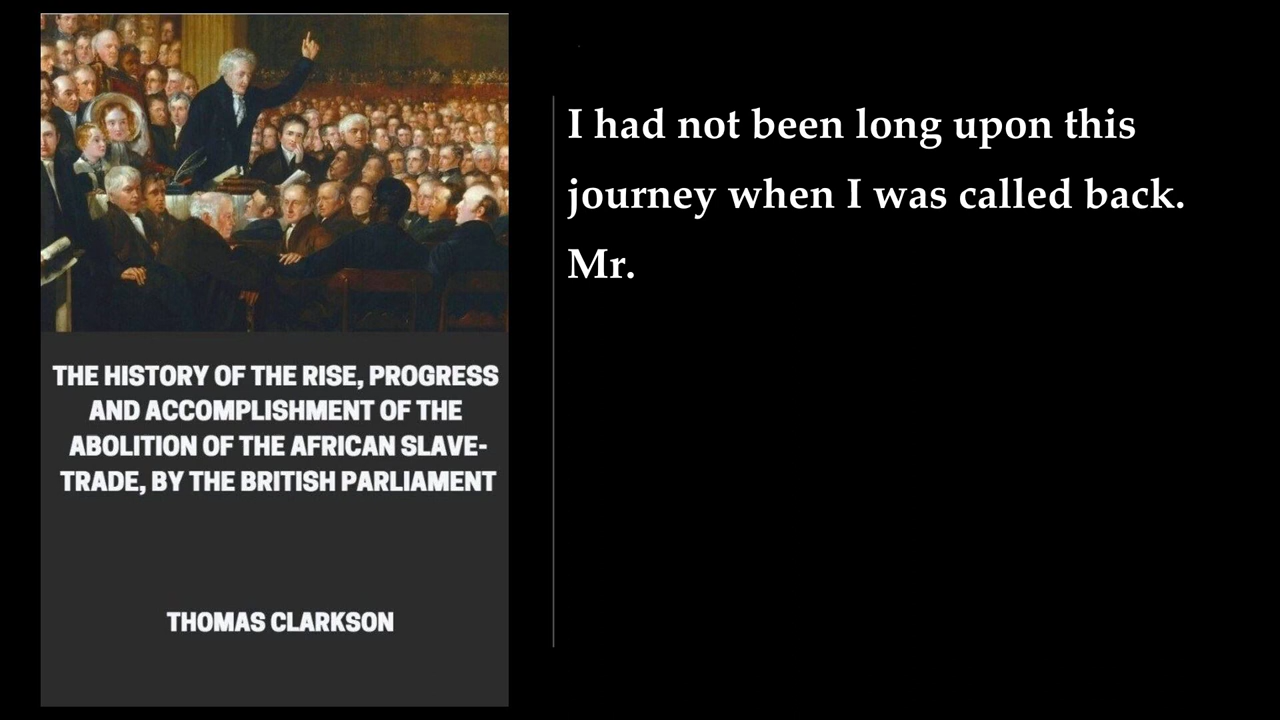 THE HISTORY OF THE RISE, PROGRESS
AND ACCOMPLISHMENT OF THE
ABOLITION OF THE AFRICAN SLAVE-
TRADE, BY THE BRITISH PARLIAMENT
THOMAS CLARKSON
I had not been long upon this
journey when I was called back.
Mr.